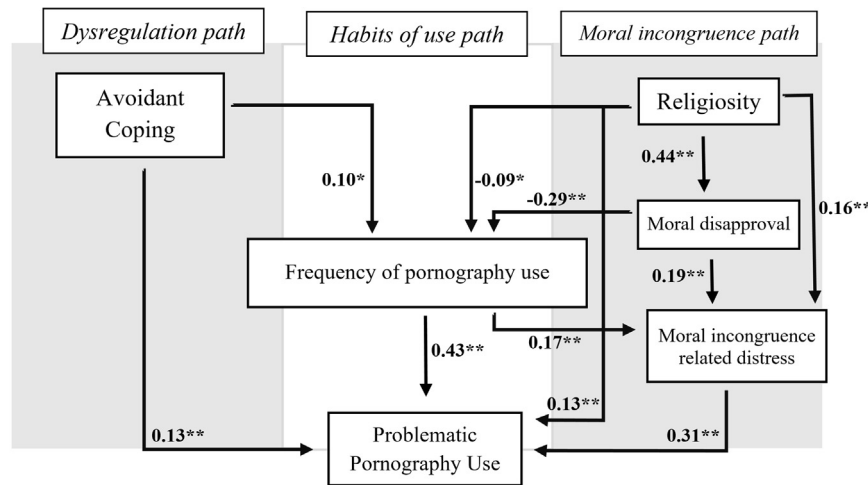 Dysregulation path
Habits of use path
Moral incongruence path
Avoidant
Coping
Religiosity
0.44**
0.10*
-0.09*
-0.29**
0.16**
Moral disapproval
Frequency of pornography use
0.19**
0.43**
0.17**
Moral incongruence
related distress
0.13**
0.13**
0.31**
Problematic
Pornography Use